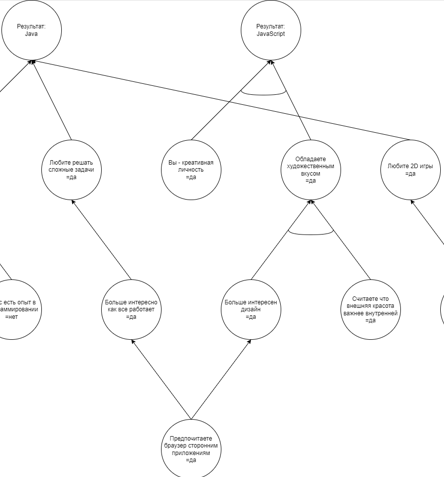 Результат:
Java
Результат:
JavaScript
Любите решать
сложные задачи
=да
Вы - креативная
личность
=да
Обладаете
художественным
вкусом
=да
Любите 2D игры
=да
с есть опыт в
аммировании
=нет
Больше интересно
как все работает
=да
Больше интересен
дизайн
=да
Считаете что
внешняя красота
важнее внутренней
=да
Предпочитаете
браузер сторонним
приложениям
=да